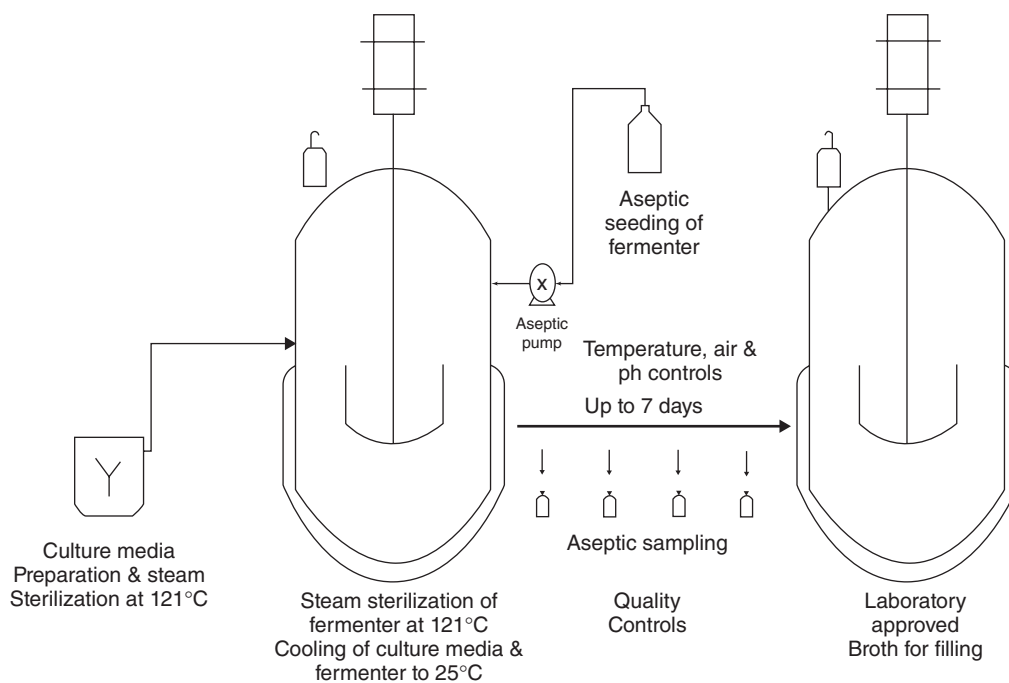 Aseptic
seeding of
fermenter
X
Aseptic
pump
Temperature, air &
ph controls
Up to 7 days
Aseptic sampling
Culture media
Preparation & steam
Sterilization at 121°C
Steam sterilization of
fermenter at 121°C
Cooling of culture media &
fermenter to 25°C
Quality
Controls
Laboratory
approved
Broth for filling